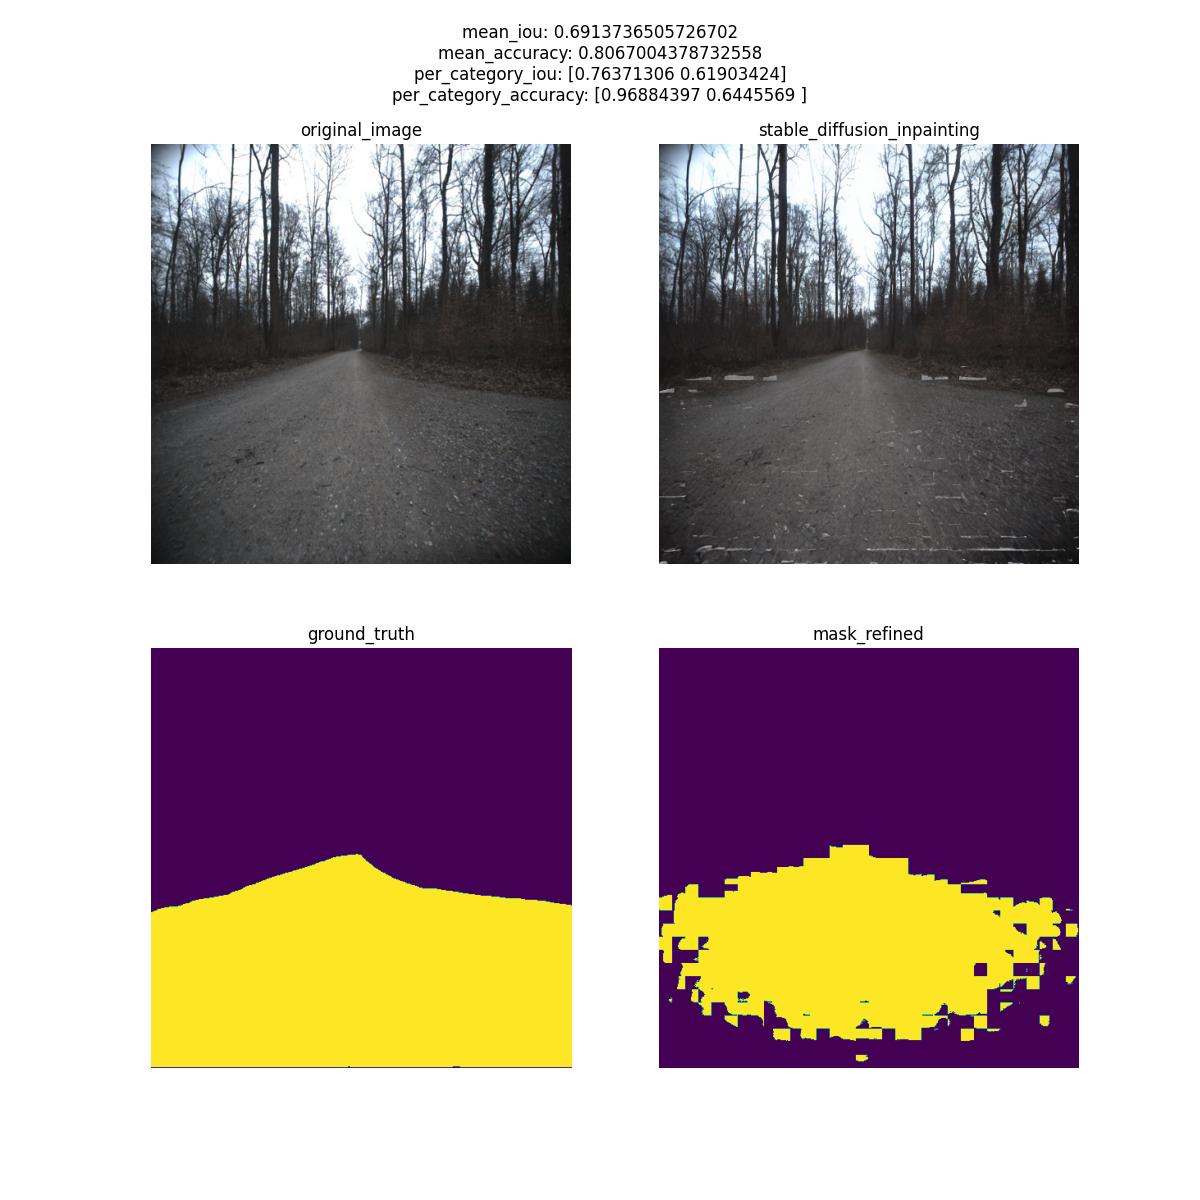 mean_iou: 0.6913736505726702
mean_accuracy: 0.8067004378732558
per_category_iou: [0.76371306 0.61903424]
per_category_accuracy: [0.96884397 0.6445569 ]
original_image
stable_diffusion_inpainting
ground_truth
mask_refined